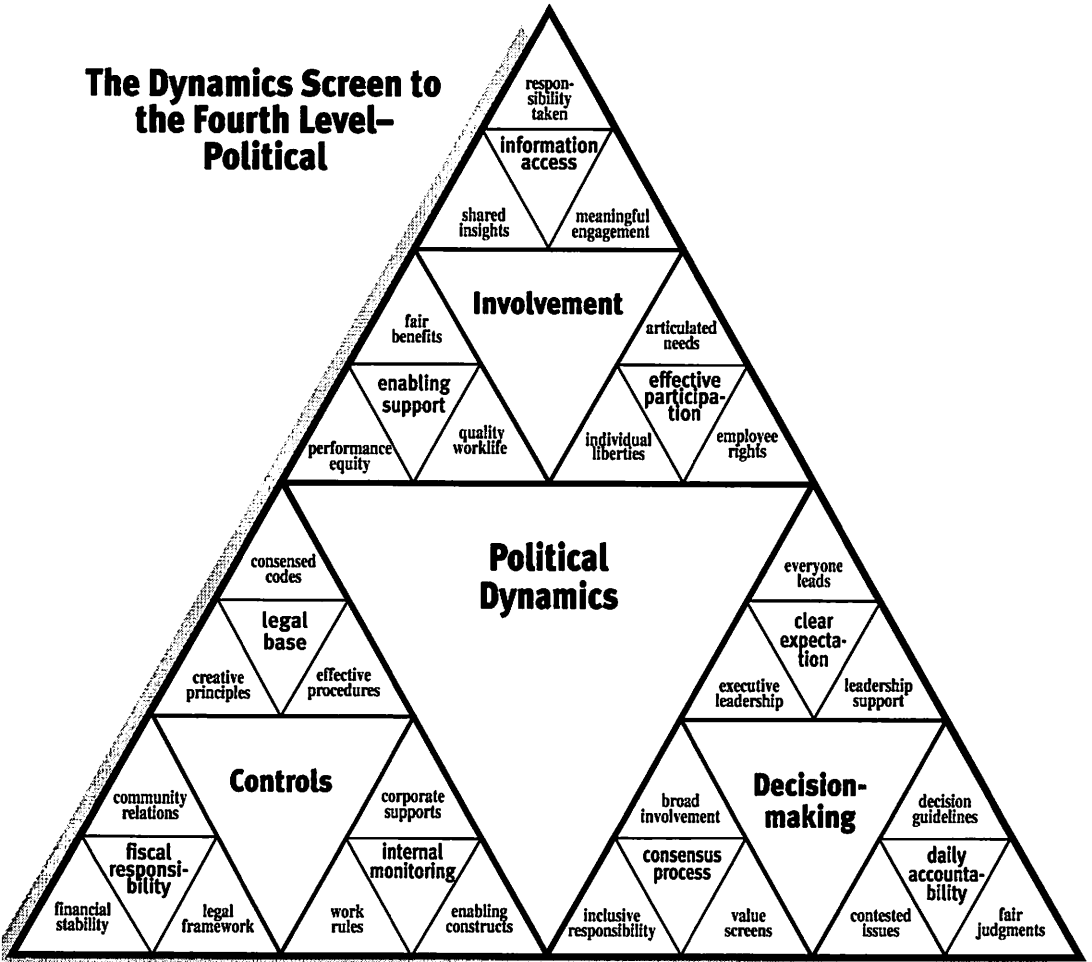 The Dynamics Screen to
the Fourth Level–
Political
respon-
sibility
taken
information
access
shared
insights
meaningful
engagement
Involvement
fair
benefits
articulated
needs
enabling
support
effective
participa-
tion
performance
equity
quality
worklife
individual
liberties
employee
rights
Political
Dynamics
consensed
codes
everyone
leads
legal
base
clear
expecta-
tion
creative
principles
effective
procedures
executive
leadership
leadership
support
Controls
Decision-
making
community
relations
corporate
supports
broad
involvement
decision
guidelines
fiscal
responsi-
bility
internal
monitoring
consensus
process
daily
accounta-
bility
financial
stability
legal
framework
work
rules
enabling
constructs
inclusive
responsibility
value
screens
contested
issues
fair
judgments